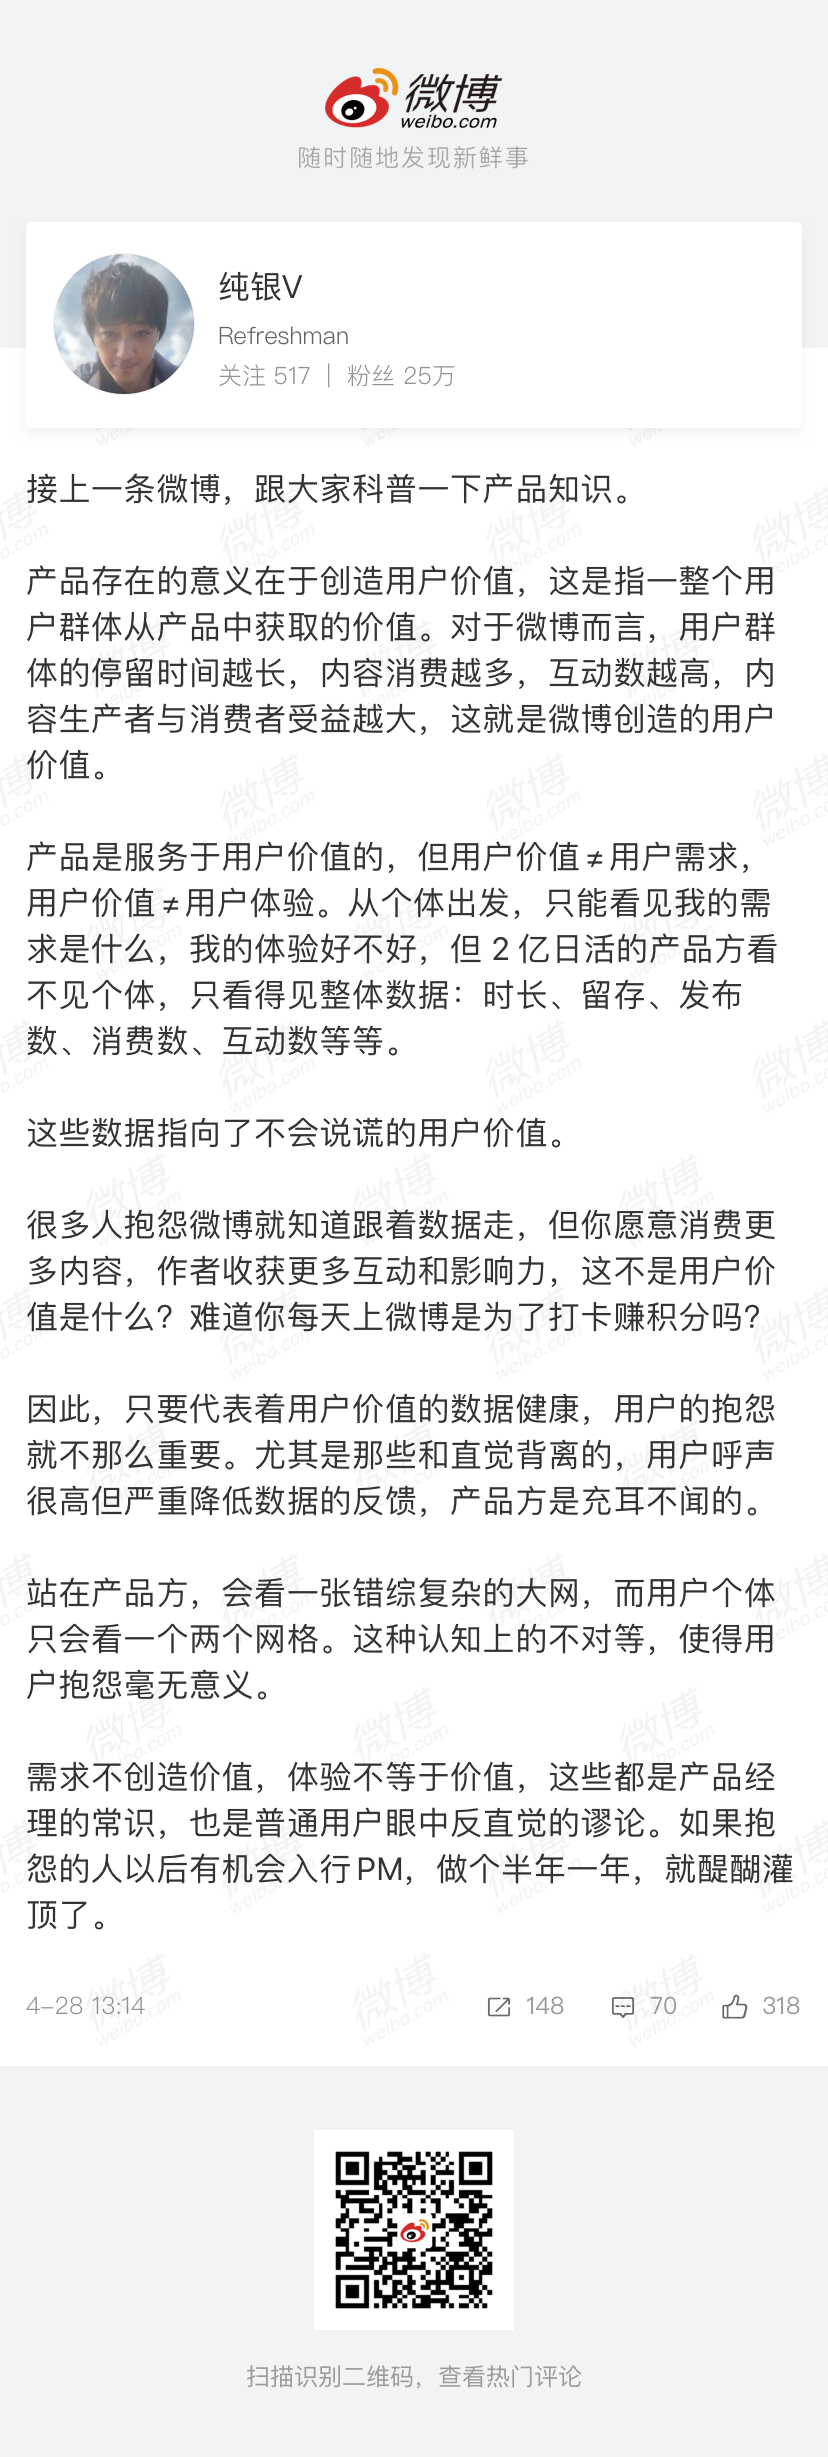 微博
weibo.com
随时随地发现新鲜事
纯银V
Refreshman
关注 517 | 粉丝 25万
接上一条微博，跟大家科普一下产品知识。
产品存在的意义在于创造用户价值，这是指一整个用
户群体从产品中获取的价值。对于微博而言，用户群
体的停留时间越长，内容消费越多，互动数越高，内
容生产者与消费者受益越大，这就是微博创造的用户
价值。
产品是服务于用户价值的，但用户价值≠用户需求，
用户价值≠用户体验。从个体出发，只能看见我的需
求是什么，我的体验好不好，但 2 亿日活的产品方看
不见个体，只看得见整体数据：时长、留存、发布
数、消费数、互动数等等。
这些数据指向了不会说谎的用户价值。
很多人抱怨微博就知道跟着数据走，但你愿意消费更
多内容，作者收获更多互动和影响力，这不是用户价
值是什么？难道你每天上微博是为了打卡赚积分吗？
因此，只要代表着用户价值的数据健康，用户的抱怨
就不那么重要。尤其是那些和直觉背离的，用户呼声
很高但严重降低数据的反馈，产品方是充耳不闻的。
站在产品方，会看一张错综复杂的大网，而用户个体
只会看一个两个网格。这种认知上的不对等，使得用
户抱怨毫无意义。
需求不创造价值，体验不等于价值，这些都是产品经
理的常识，也是普通用户眼中反直觉的谬论。如果抱
怨的人以后有机会入行PM，做个半年一年，就醍醐灌
顶了。
4-28 13:14 148 70 318
扫描识别二维码，查看热门评论